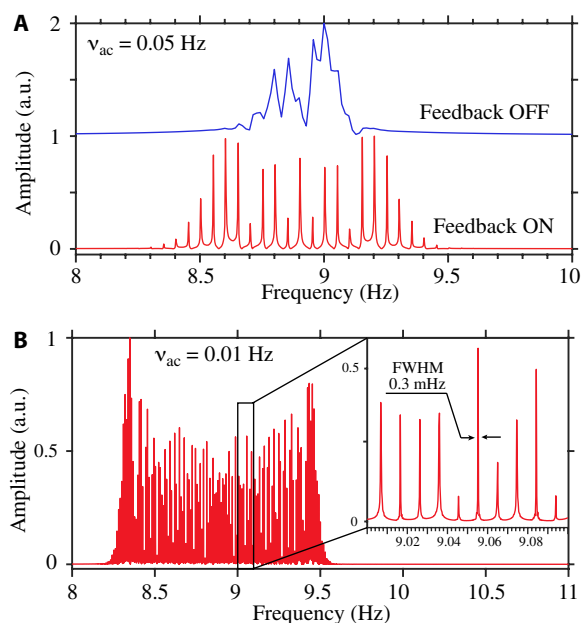 A
ν_ac = 0.05 Hz
2
Feedback OFF
1
Feedback ON
0
Amplitude (a.u.)
8 8.5 9 9.5 10
Frequency (Hz)
B
ν_ac = 0.01 Hz
1
0.5
0
Amplitude (a.u.)
0.5
FWHM
0.3 mHz
0
9.02 9.04 9.06 9.08
8 8.5 9 9.5 10 10.5 11
Frequency (Hz)